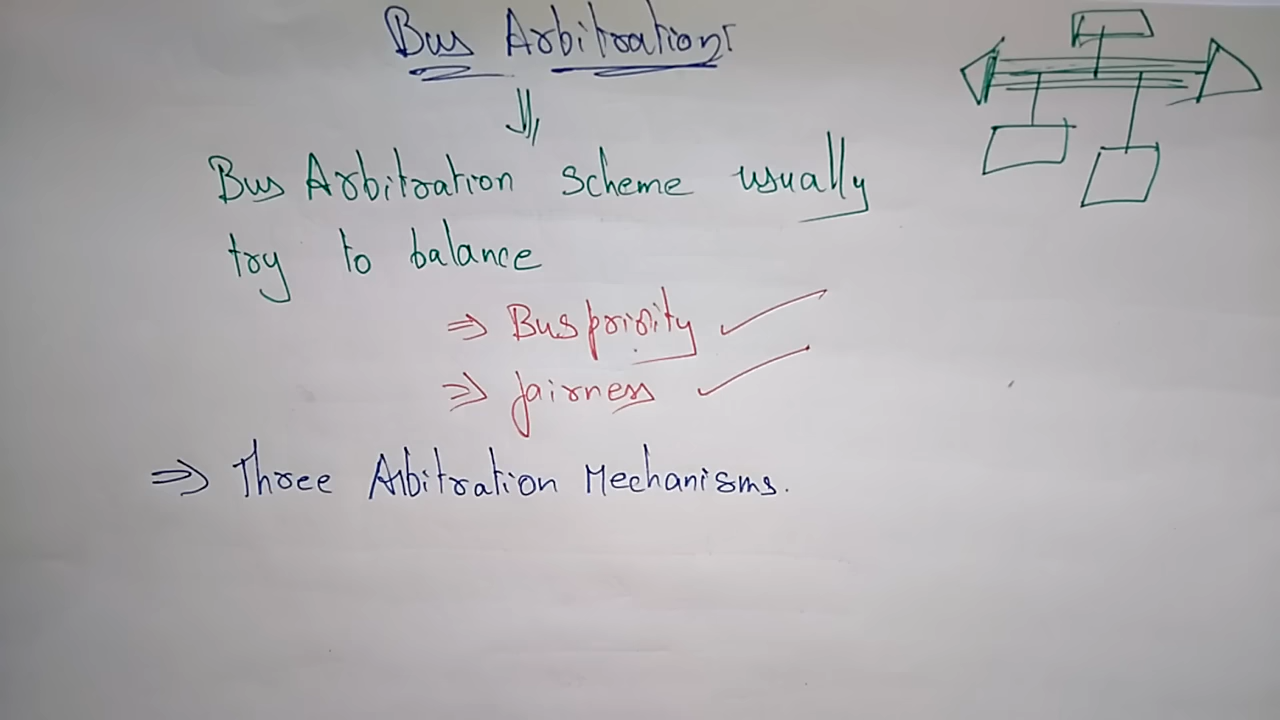 Bus Arbitration:
Bus Arbitration scheme usually
try to balance
⇒ Bus priority ✓
⇒ fairness ✓
⇒ Three Arbitration Mechanisms.